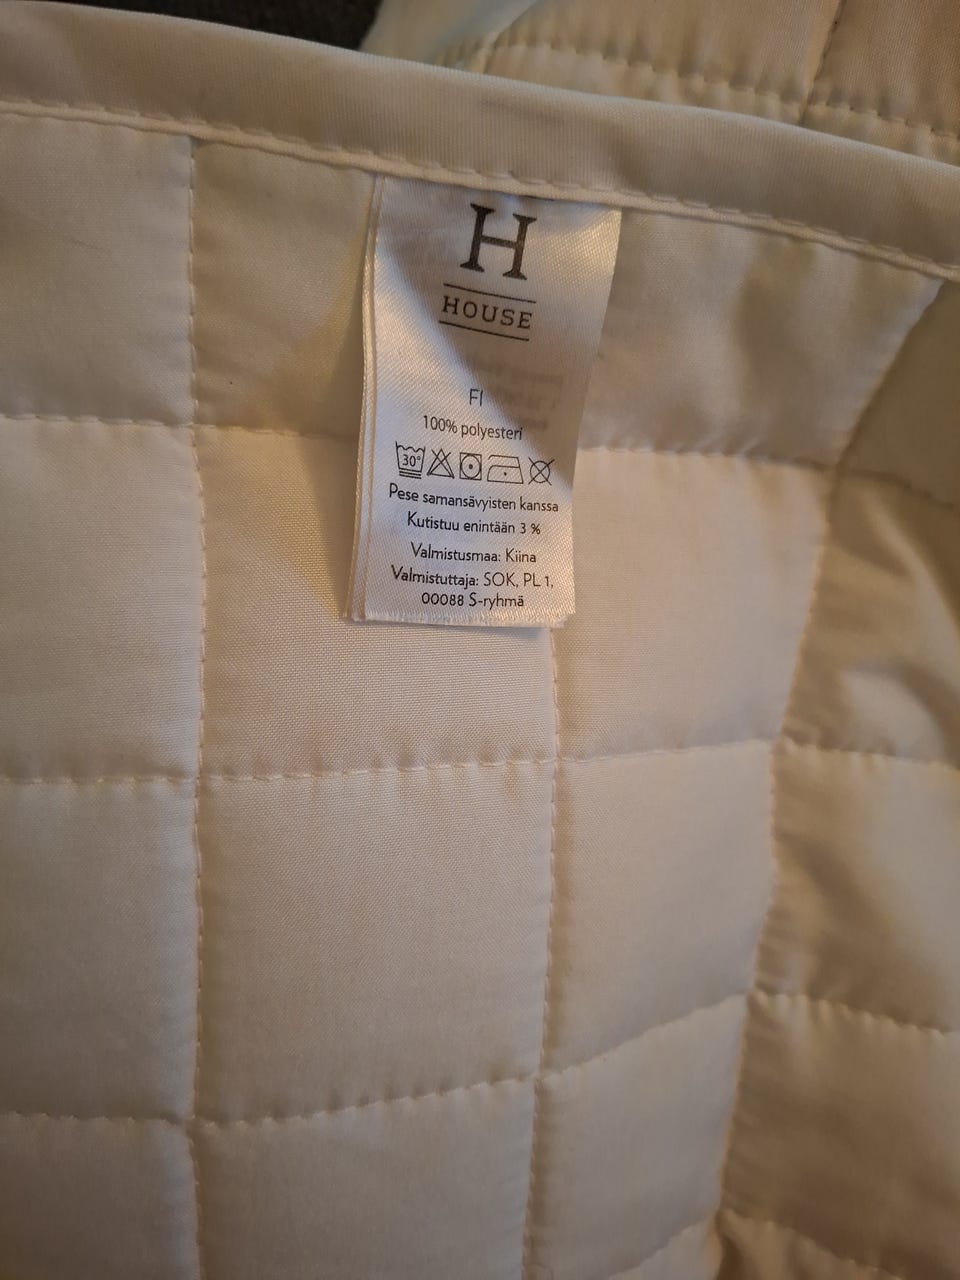 H
HOUSE
FI
100% polyesteri
30°
Pese samansävyisten kanssa
Kutistuu enintään 3 %
Valmistusmaa: Kiina
Valmistuttaja: SOK, PL 1,
00088 S-ryhmä